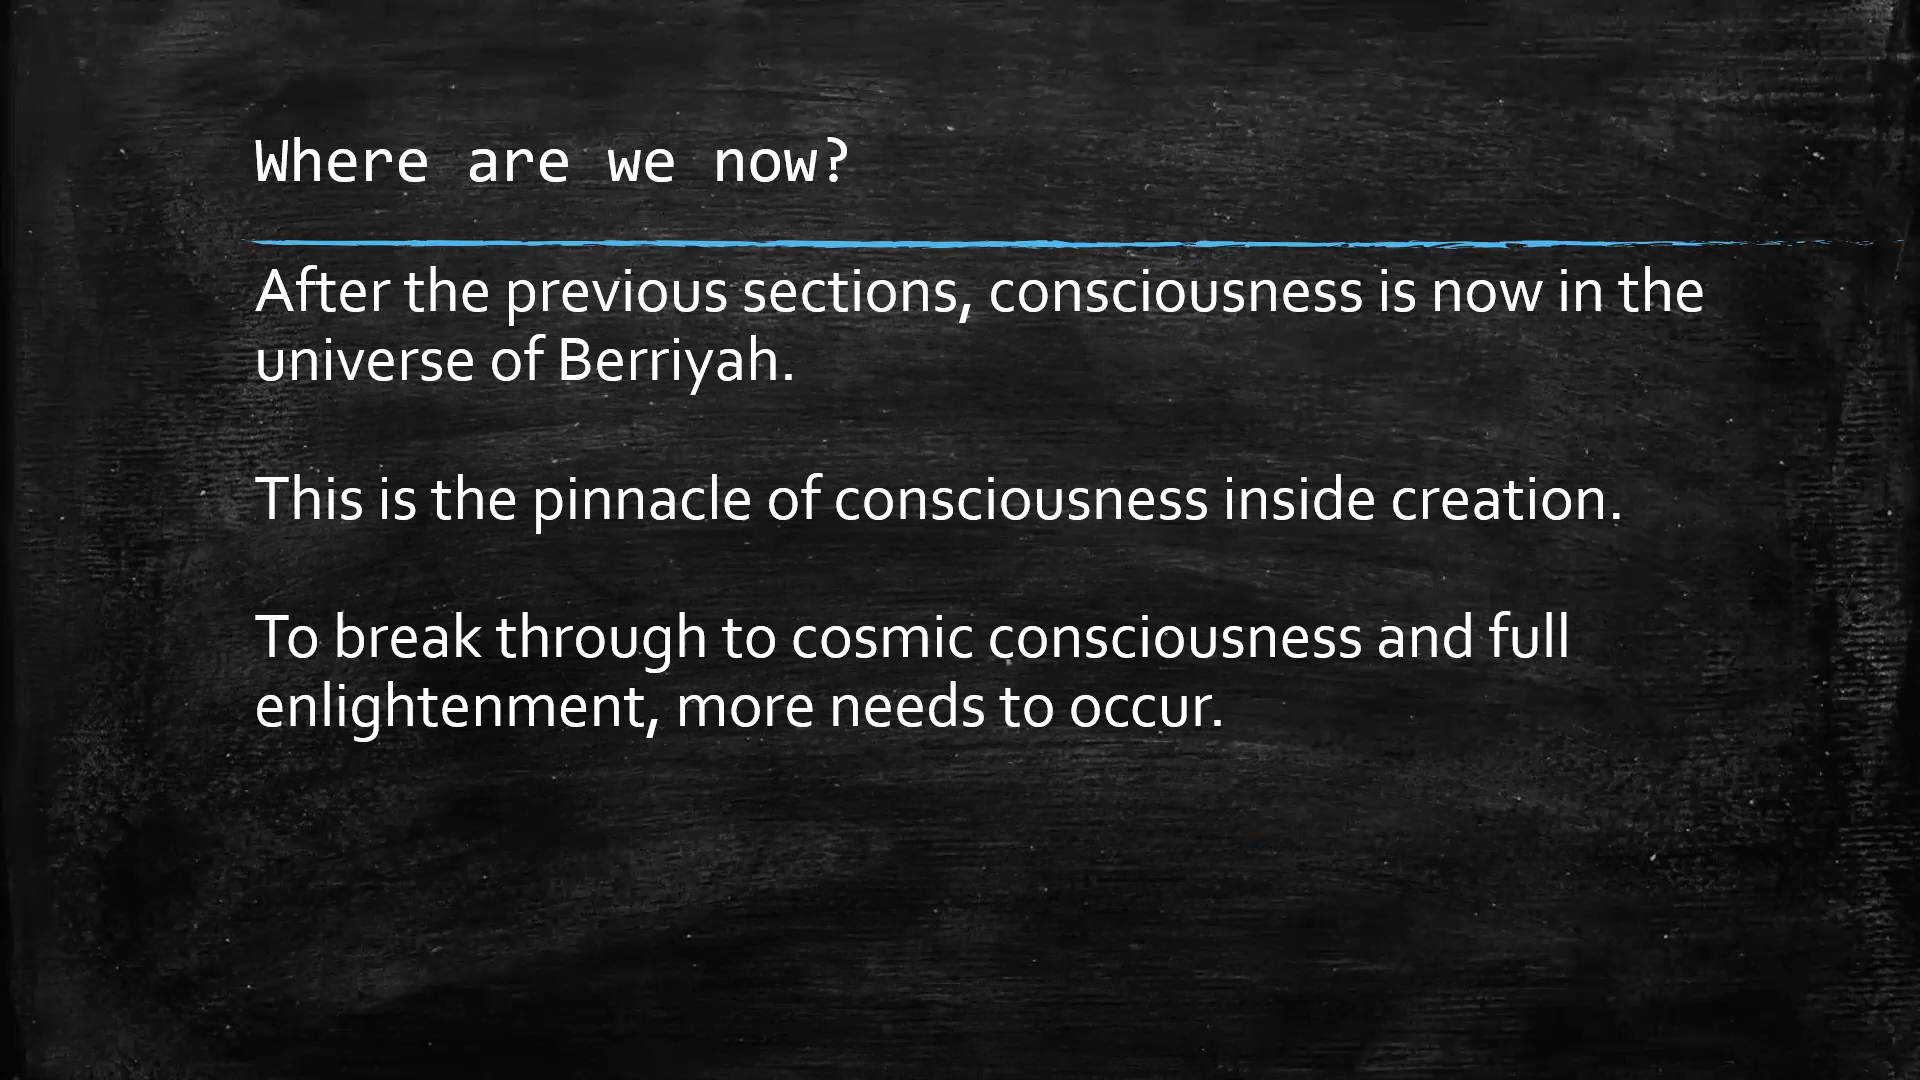 Where are we now?
After the previous sections, consciousness is now in the
universe of Berriyah.
This is the pinnacle of consciousness inside creation.
To break through to cosmic consciousness and full
enlightenment, more needs to occur.